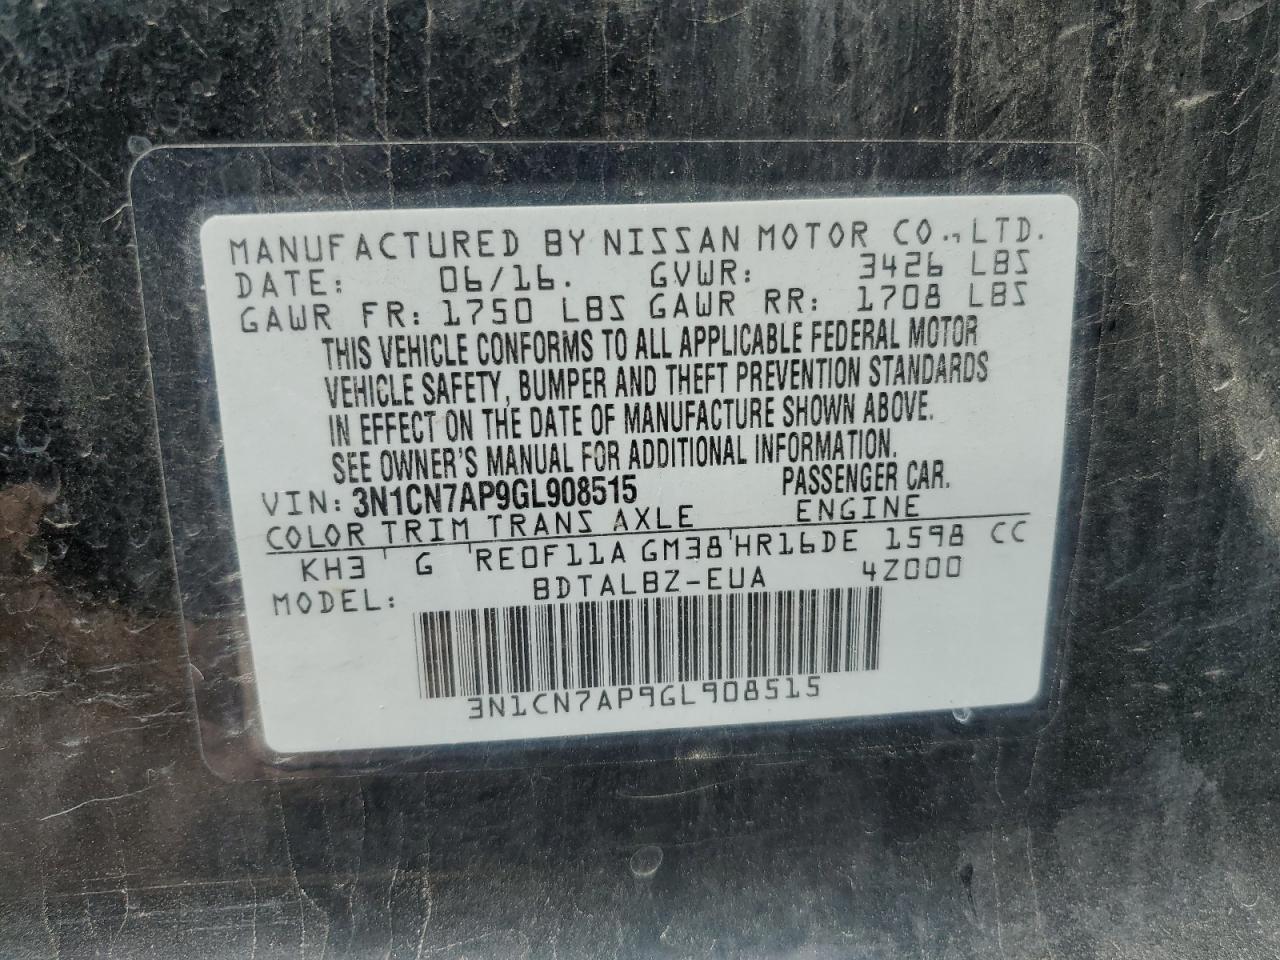 MANUFACTURED BY NISSAN MOTOR CO., LTD.
DATE: 06/16. GVWR: 3426 LBS
GAWR FR: 1750 LBS GAWR RR: 1708 LBS
THIS VEHICLE CONFORMS TO ALL APPLICABLE FEDERAL MOTOR
VEHICLE SAFETY, BUMPER AND THEFT PREVENTION STANDARDS
IN EFFECT ON THE DATE OF MANUFACTURE SHOWN ABOVE.
SEE OWNER'S MANUAL FOR ADDITIONAL INFORMATION.
VIN: 3N1CN7AP9GL908515 PASSENGER CAR.
COLOR TRIM TRANS AXLE ENGINE
KH3 G RE0F11A GM38 HR16DE 1598 CC
MODEL: BDTALBZ-EUA 4Z000
3N1CN7AP9GL908515